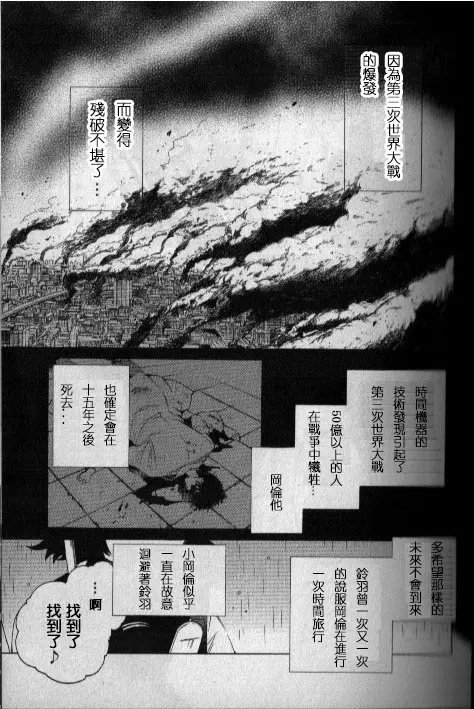 因為第三次世界大戰
的爆發
而變得
殘破不堪了…
時間機器的
技術發現引起了
第三次世界大戰
50億以上的人
在戰爭中犧牲…
岡倫他
也確定會在
十五年之後
死去…
多希望那樣的
未來不會到來
鈴羽曾一次又一次
的說服岡倫在進行
一次時間旅行
小岡倫似乎
一直在故意
迴避著鈴羽
…啊
找到了
找到了♪